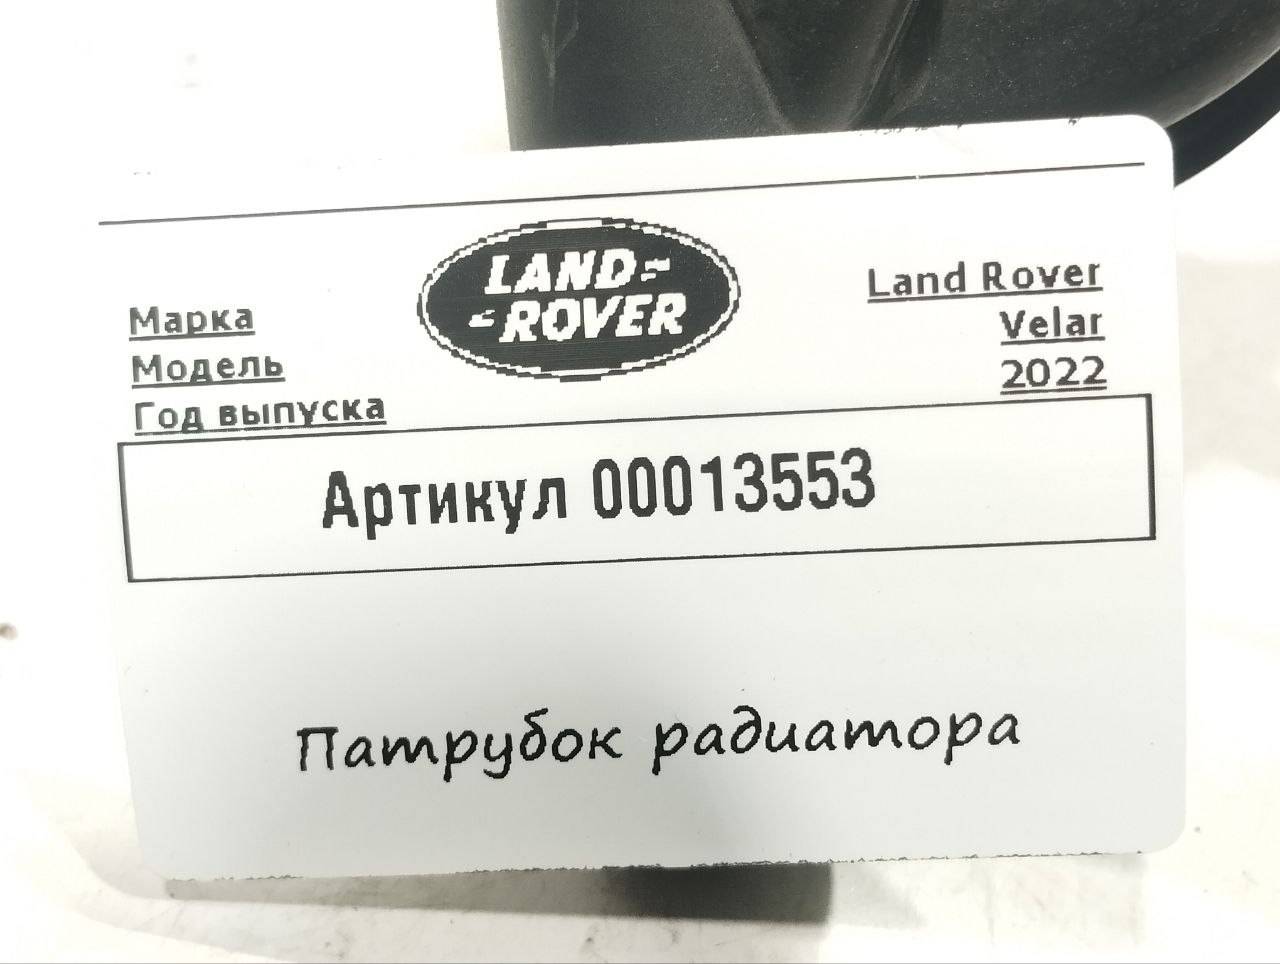 LAND-
-ROVER
Марка Land Rover
Модель Velar
Год выпуска 2022
Артикул 00013553
Патрубок радиатора